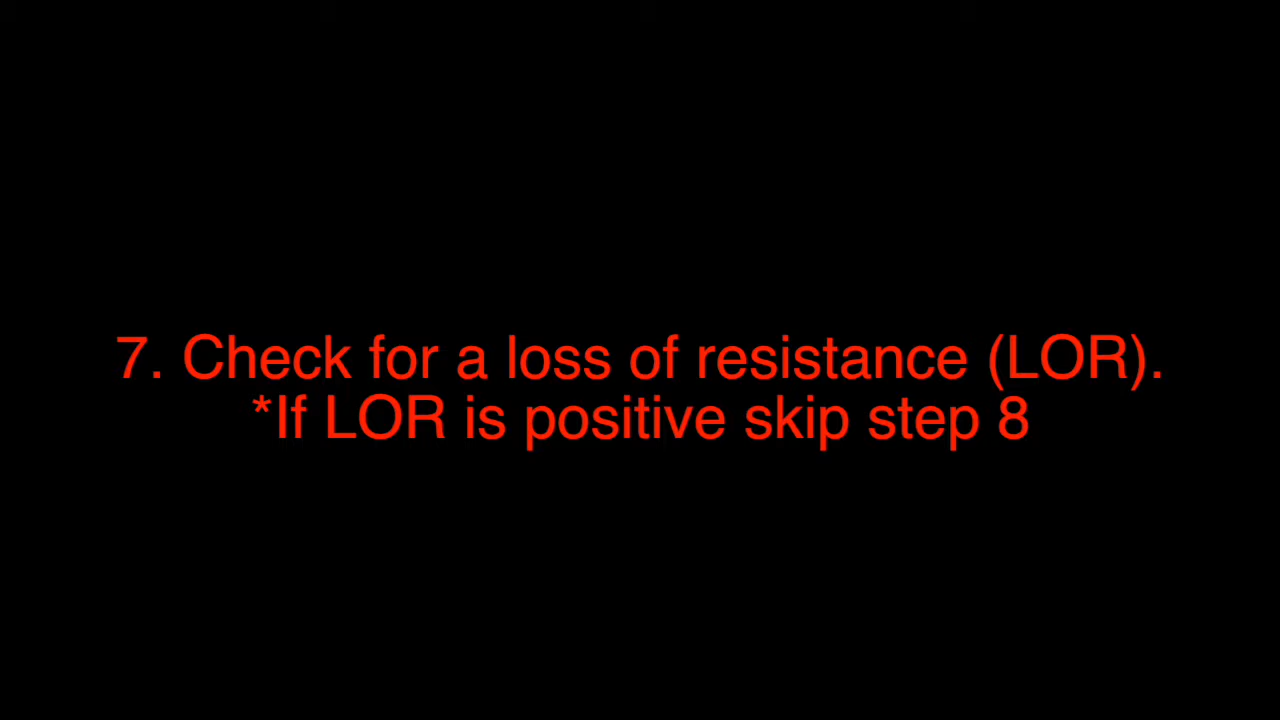 7. Check for a loss of resistance (LOR).
*If LOR is positive skip step 8